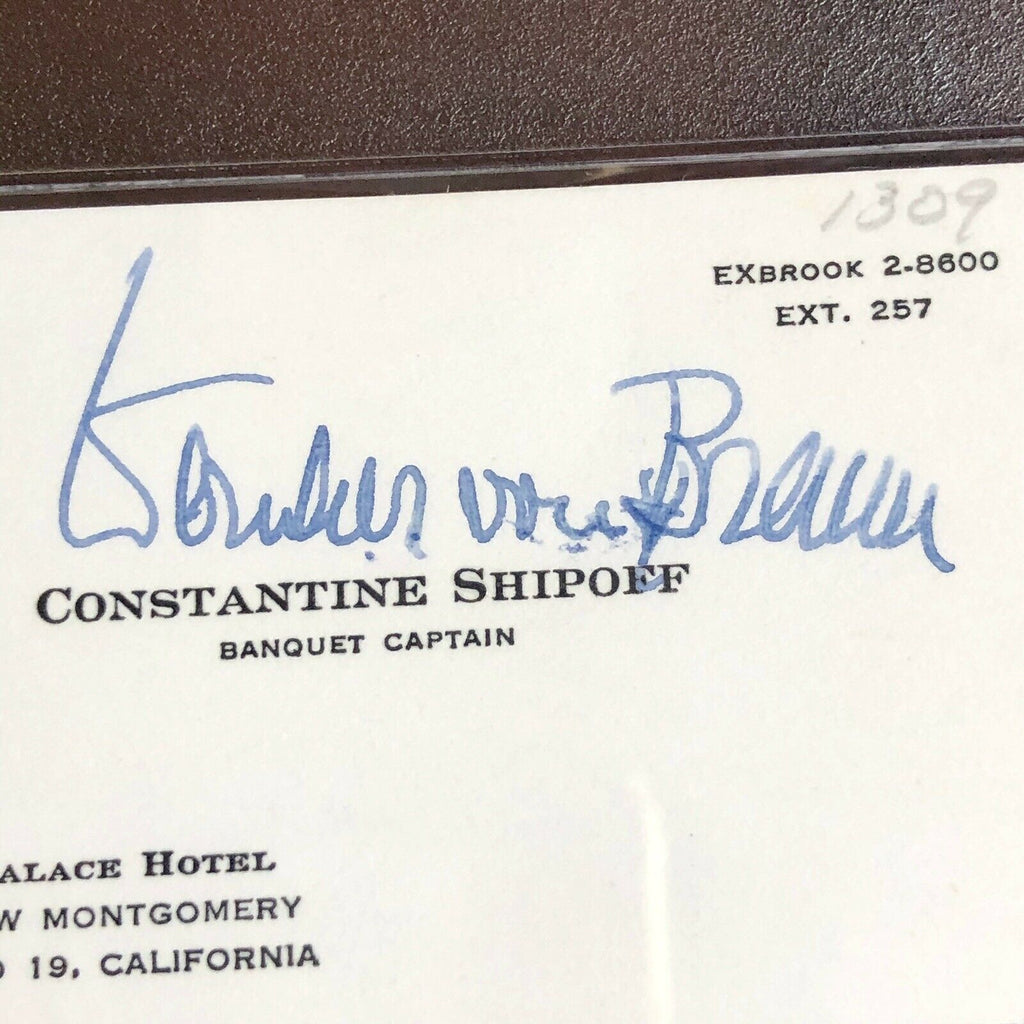 1309
EXBROOK 2-8600
EXT. 257
Wernher von Braun
CONSTANTINE SHIPOFF
BANQUET CAPTAIN
ALACE HOTEL
W MONTGOMERY
O 19, CALIFORNIA